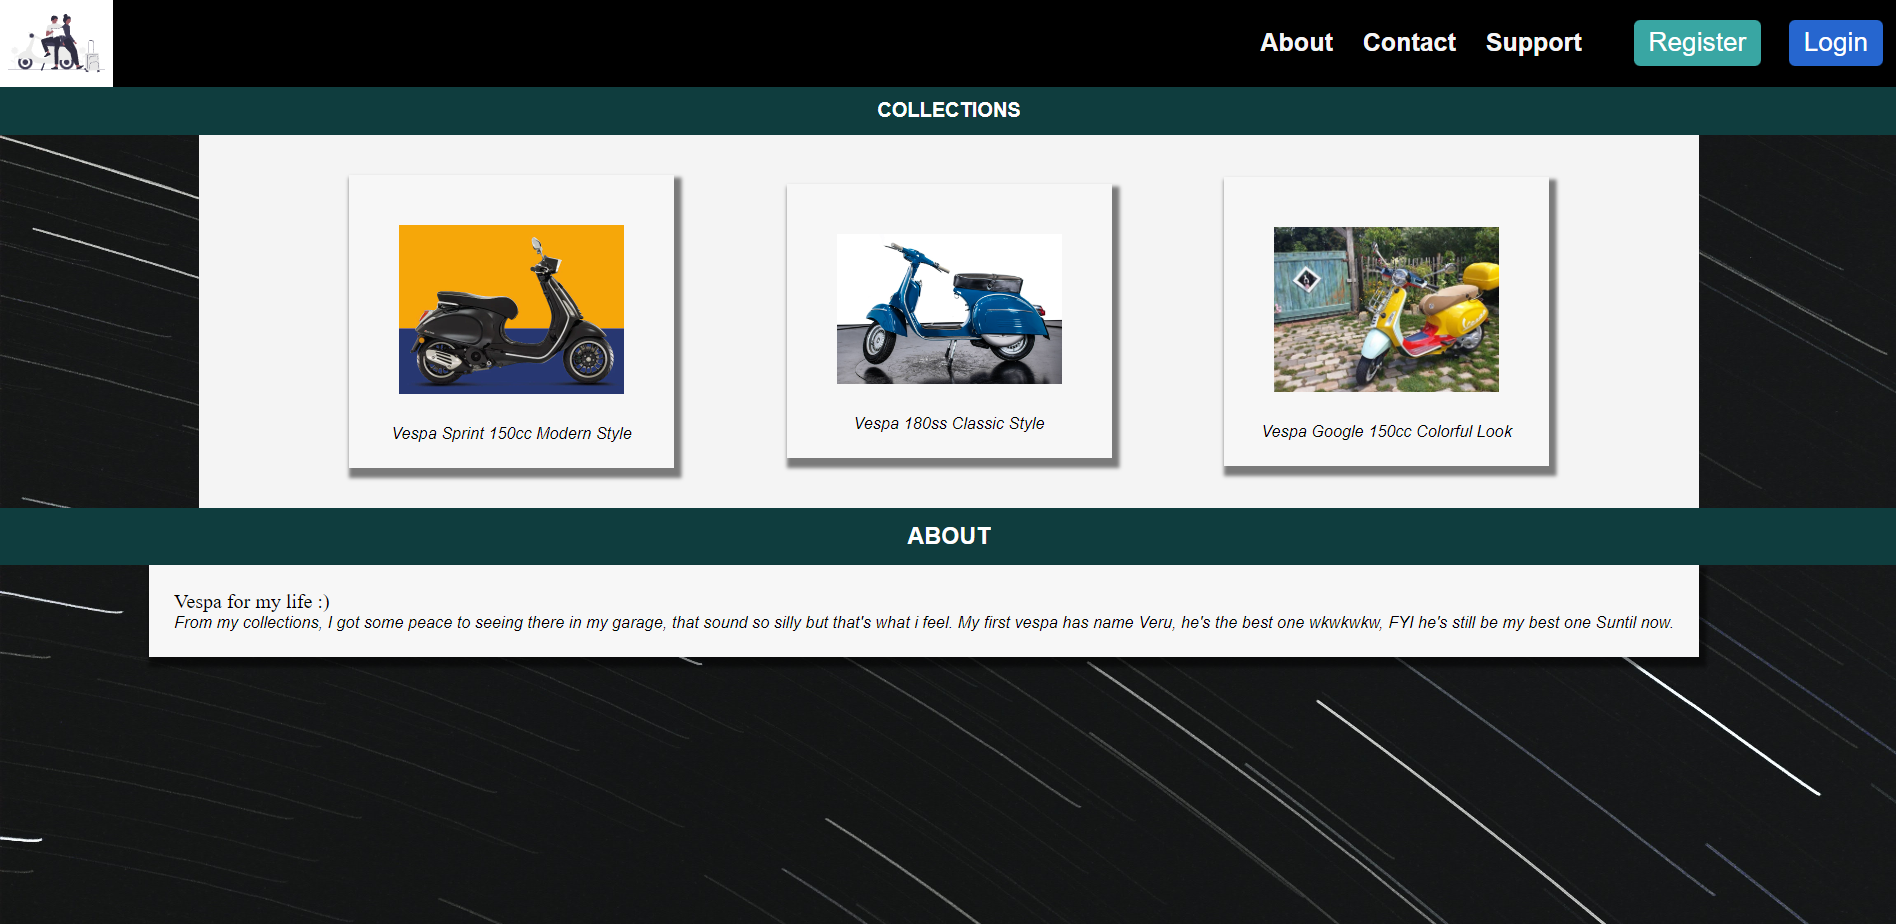 About Contact Support Register Login
COLLECTIONS
Vespa Sprint 150cc Modern Style
Vespa 180ss Classic Style
Vespa Google 150cc Colorful Look
ABOUT
Vespa for my life :)
From my collections, I got some peace to seeing there in my garage, that sound so silly but that's what i feel. My first vespa has name Veru, he's the best one wkwkwkw, FYI he's still be my best one Suntil now.